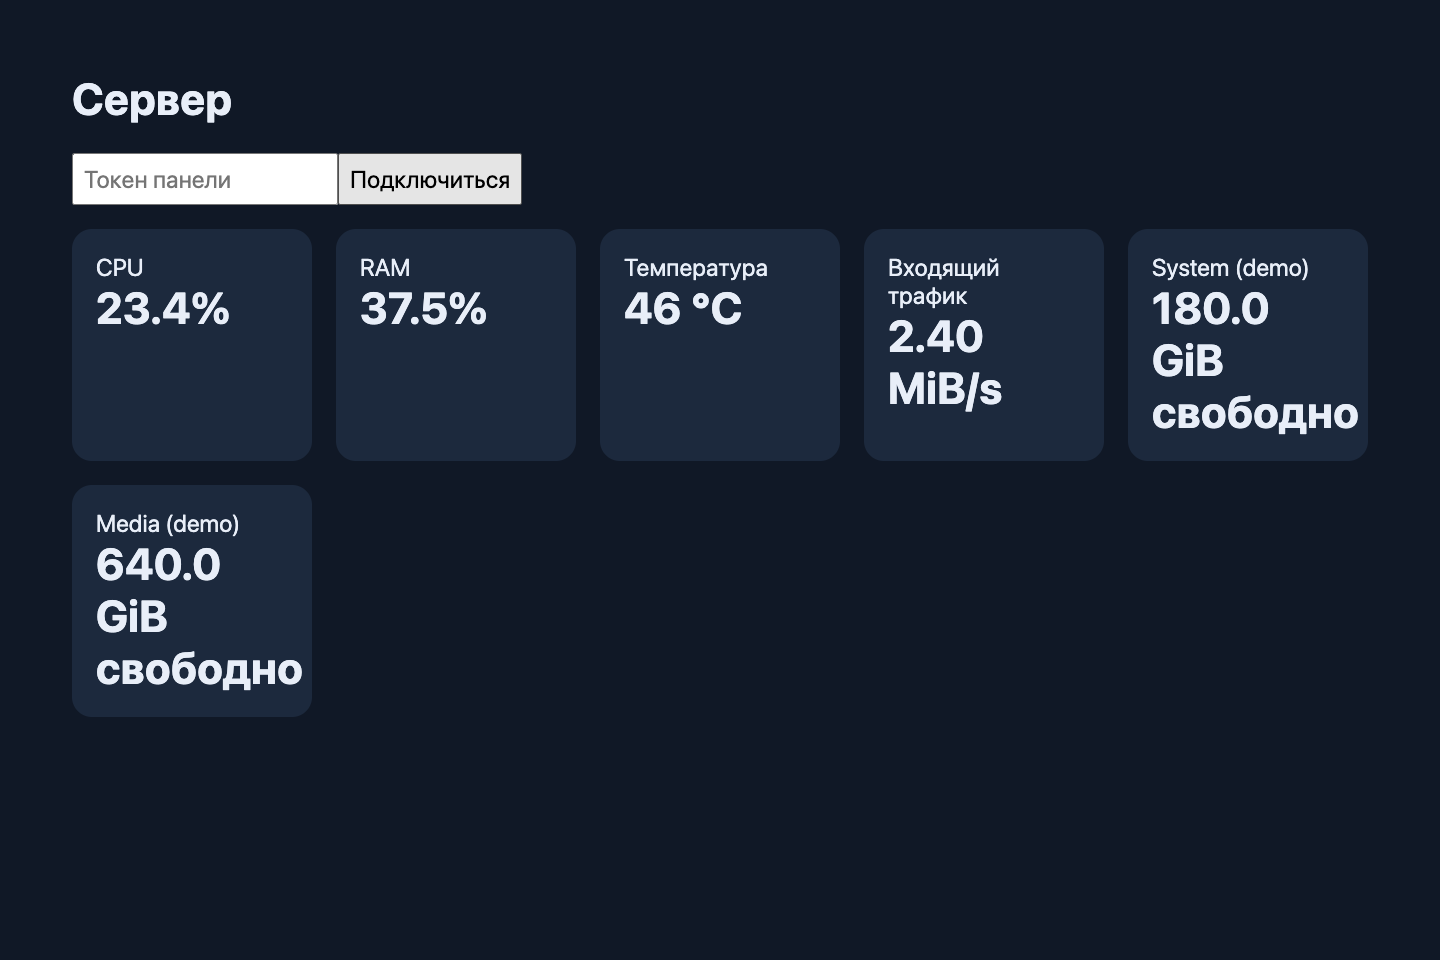 Сервер
Токен панели
Подключиться
CPU
23.4%
RAM
37.5%
Температура
46 °C
Входящий
трафик
2.40
MiB/s
System (demo)
180.0
GiB
свободно
Media (demo)
640.0
GiB
свободно